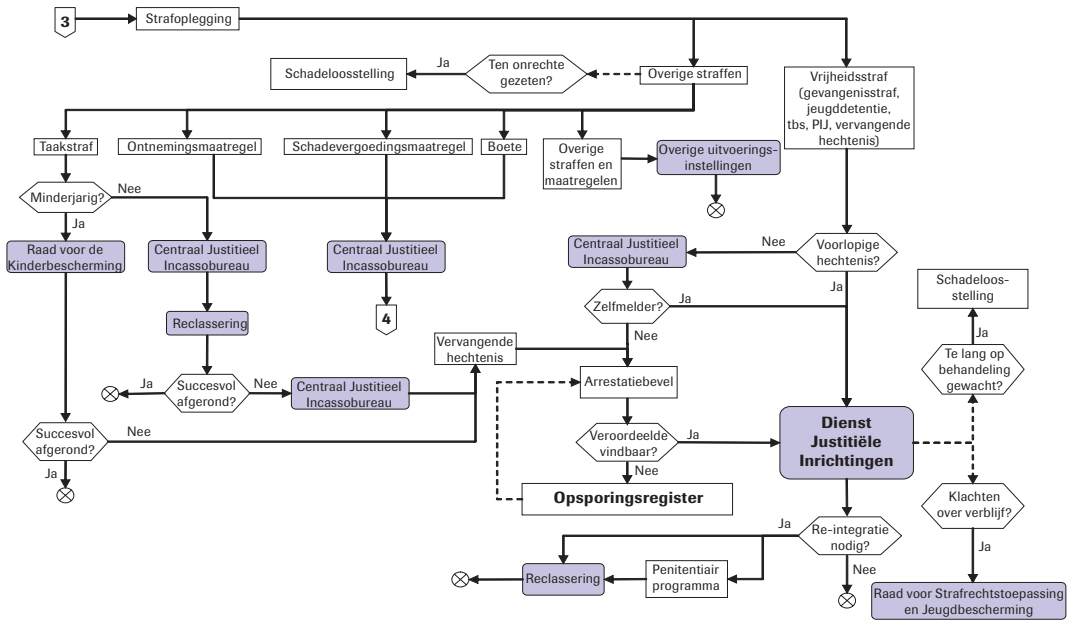 3
Strafoplegging
Schadeloosstelling
Ja
Ten onrechte
gezeten?
Overige straffen
Vrijheidsstraf
(gevangenisstraf,
jeugddetentie,
tbs, PIJ, vervangende
hechtenis)
Taakstraf
Ontnemingsmaatregel
Schadevergoedingsmaatregel
Boete
Overige
straffen en
maatregelen
Overige uitvoerings-
instellingen
Minderjarig?
Nee
Ja
Raad voor de
Kinderbescherming
Centraal Justitieel
Incassobureau
Centraal Justitieel
Incassobureau
Centraal Justitieel
Incassobureau
Nee
Voorlopige
hechtenis?
Ja
Schadeloos-
stelling
Zelfmelder?
Ja
Nee
Reclassering
4
Vervangende
hechtenis
Ja
Te lang op
behandeling
gewacht?
Ja
Succesvol
afgerond?
Nee
Centraal Justitieel
Incassobureau
Arrestatiebevel
Succesvol
afgerond?
Nee
Ja
Veroordeelde
vindbaar?
Ja
Nee
Dienst
Justitiële
Inrichtingen
Opsporingsregister
Klachten
over verblijf?
Ja
Ja
Re-integratie
nodig?
Nee
Reclassering
Penitentiair
programma
Raad voor Strafrechtstoepassing
en Jeugdbescherming